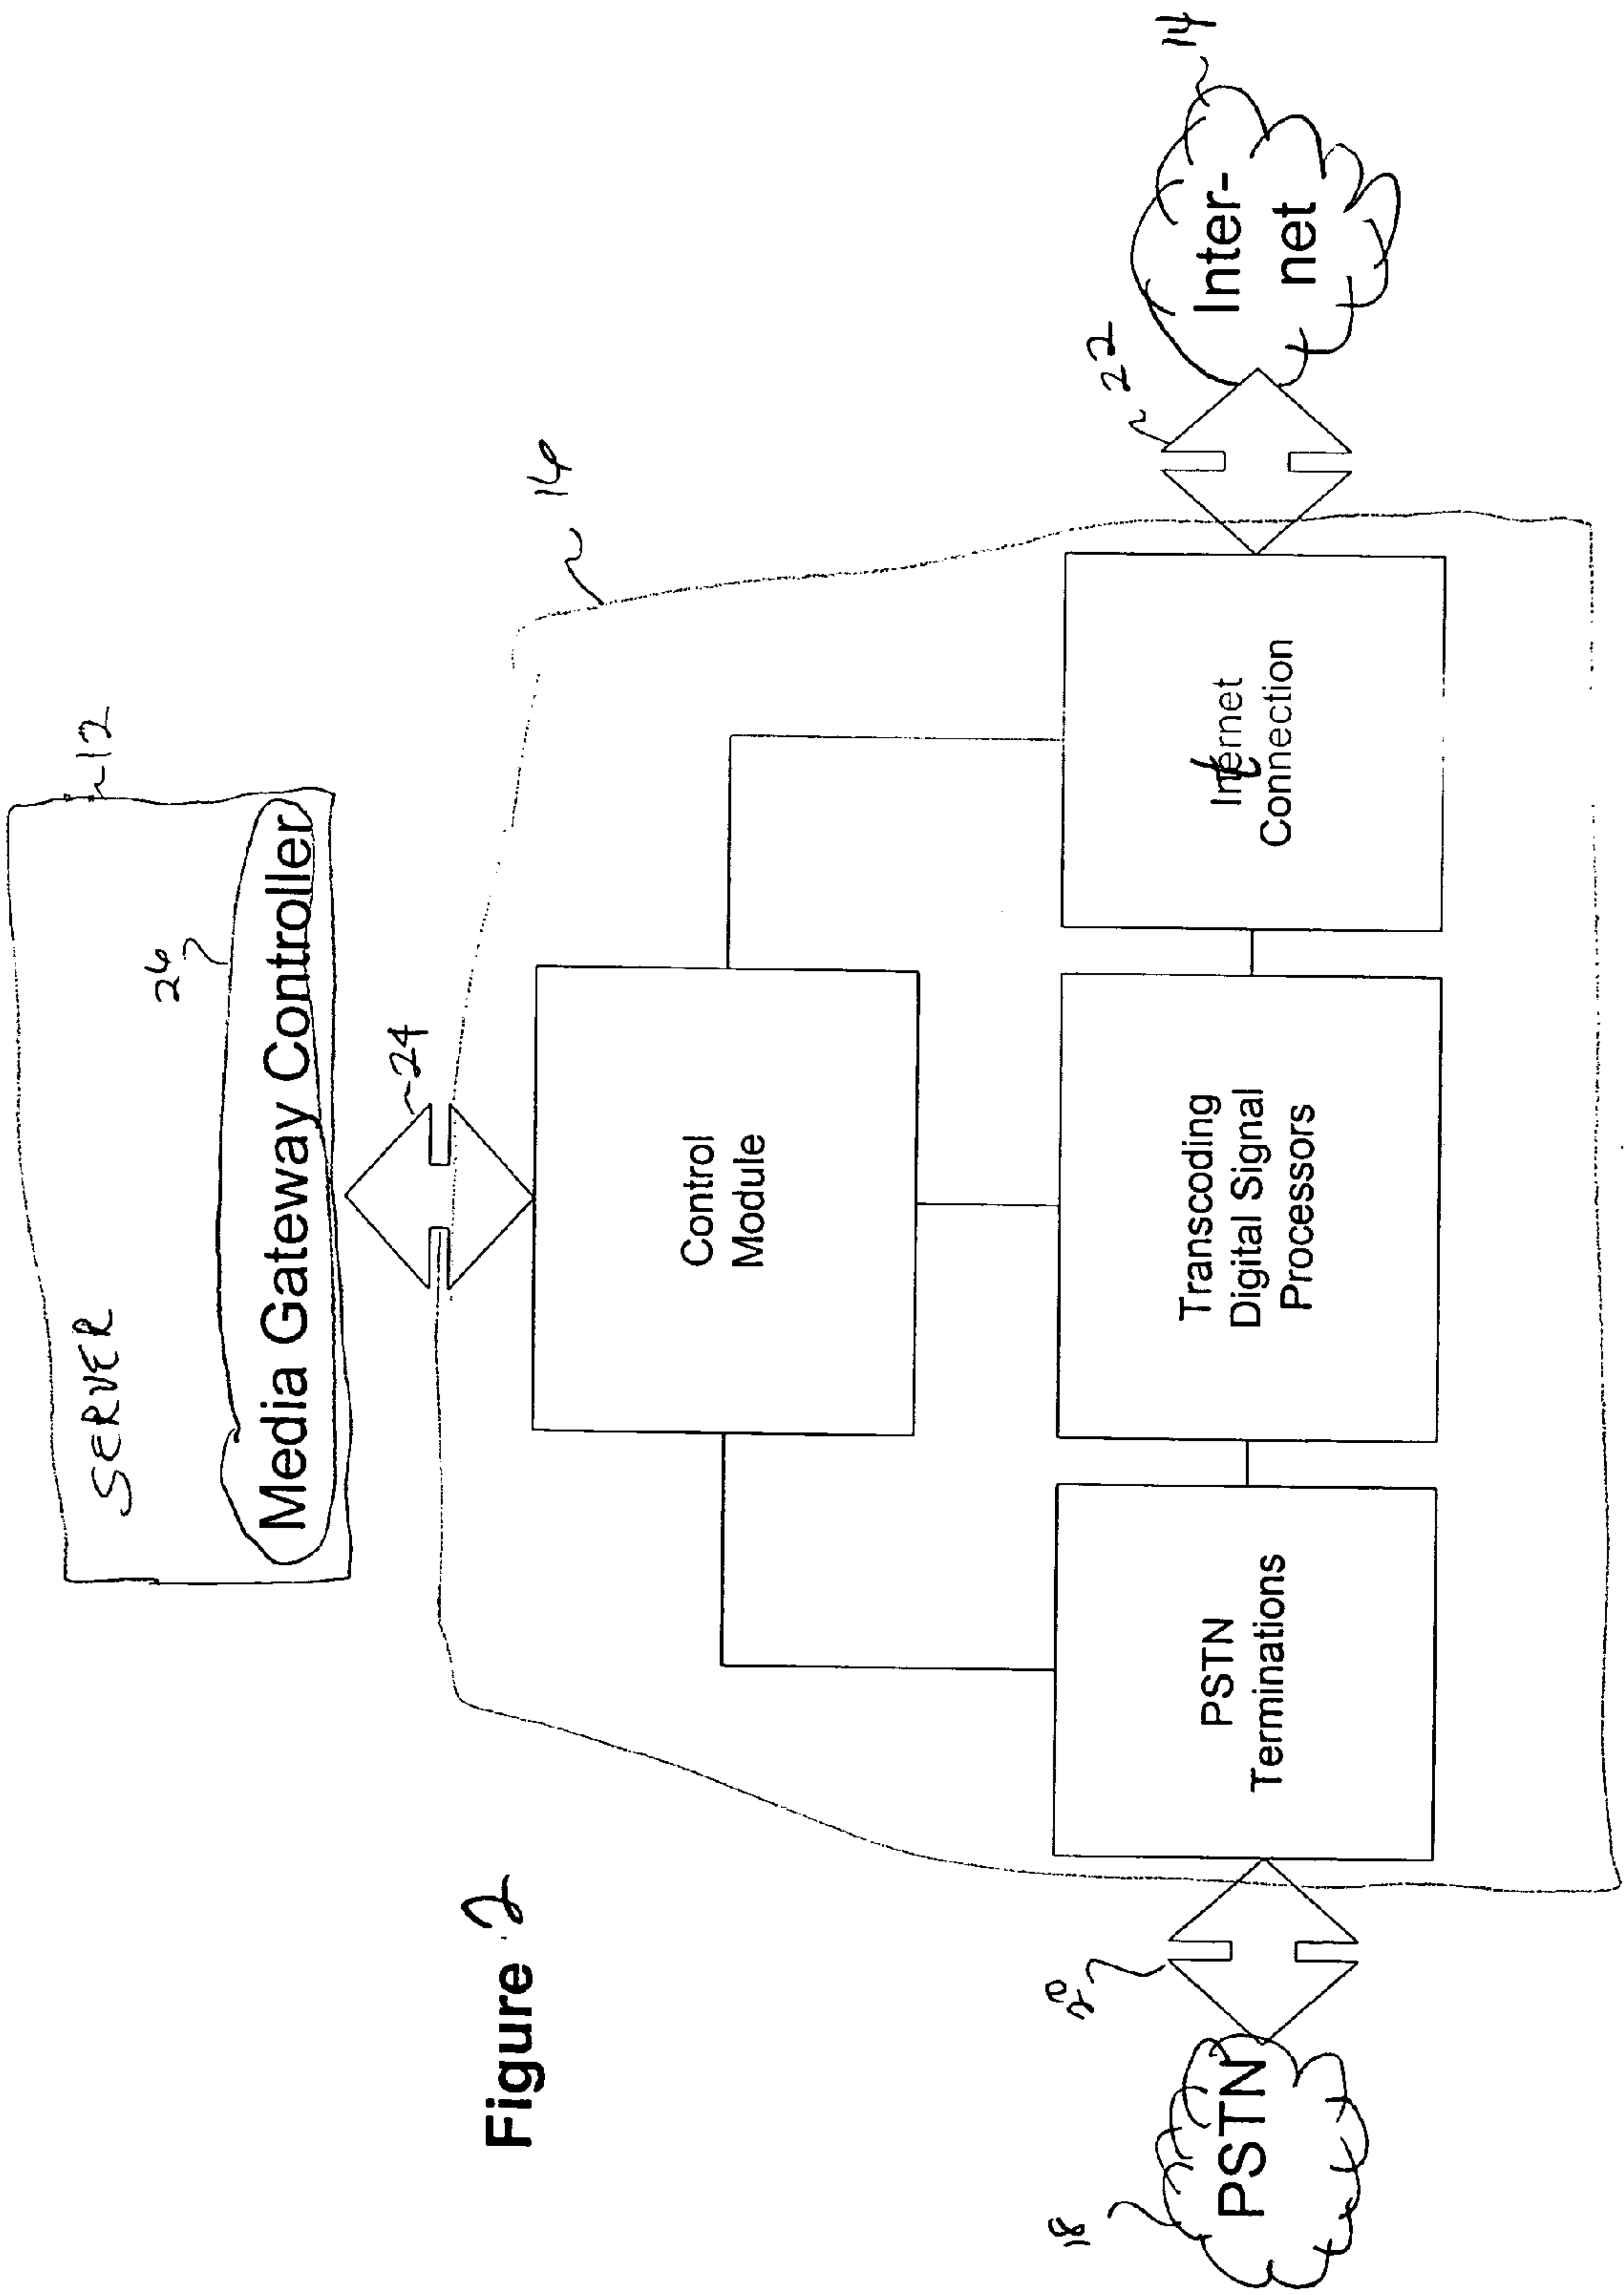 SERVER
12
26
Media Gateway Controller
24
Figure 2
16
Control
Module
18
PSTN
20
PSTN
Terminations
Transcoding
Digital Signal
Processors
Internet
Connection
22
14
Inter-
net